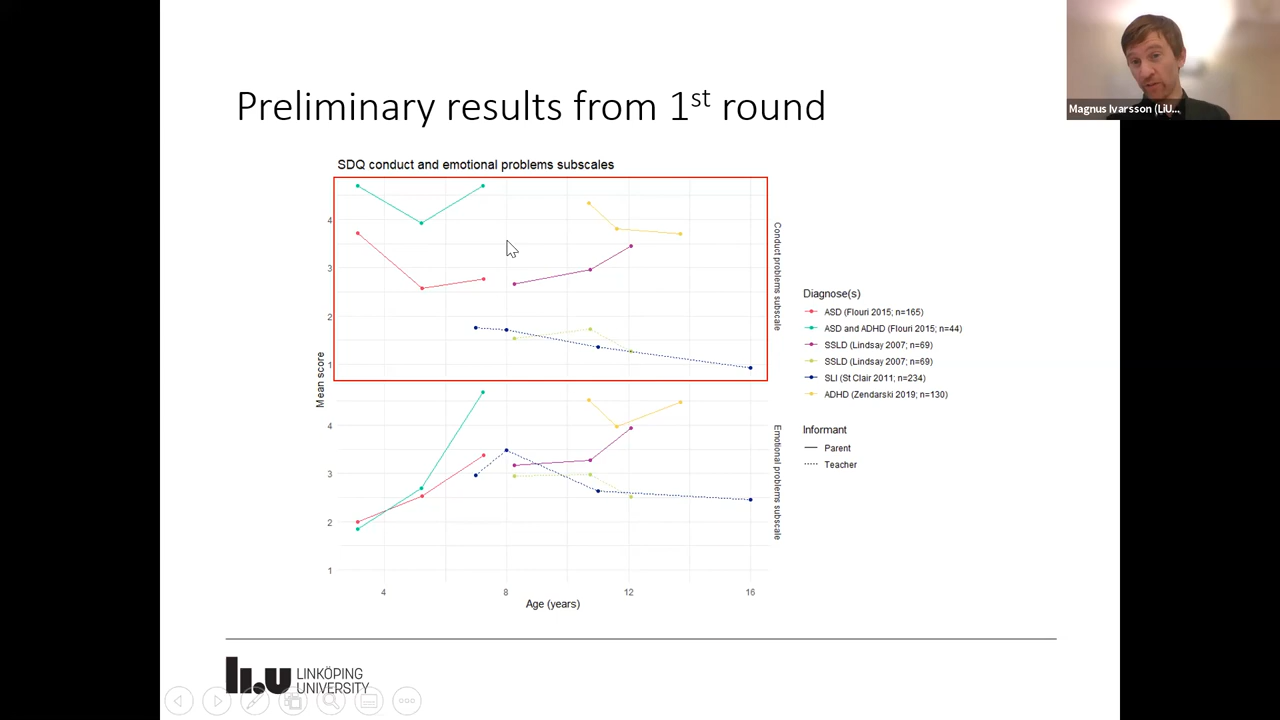 Magnus Ivarsson (LiU...
Preliminary results from 1st round
SDQ conduct and emotional problems subscales
4
3
2
1
Conduct problems subscale
Mean score
4
3
2
1
Emotional problems subscale
4
8
12
16
Age (years)
Diagnose(s)
ASD (Flouri 2015; n=165)
ASD and ADHD (Flouri 2015; n=44)
SSLD (Lindsay 2007; n=69)
SSLD (Lindsay 2007; n=69)
SLI (St Clair 2011; n=234)
ADHD (Zendarski 2019; n=130)
Informant
Parent
Teacher
LiU
LINKÖPING
UNIVERSITY